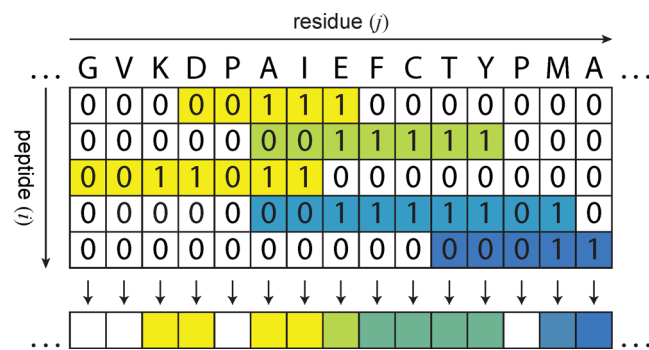 residue (j)
... G V K D P A I E F C T Y P M A ...
peptide (i)
0 0 0 0 0 1 1 1 0 0 0 0 0 0 0
0 0 0 0 0 0 0 1 1 1 1 1 0 0 0
0 0 1 1 0 1 1 0 0 0 0 0 0 0 0
0 0 0 0 0 0 0 1 1 1 1 1 0 1 0
0 0 0 0 0 0 0 0 0 0 0 0 0 1 1
... ...